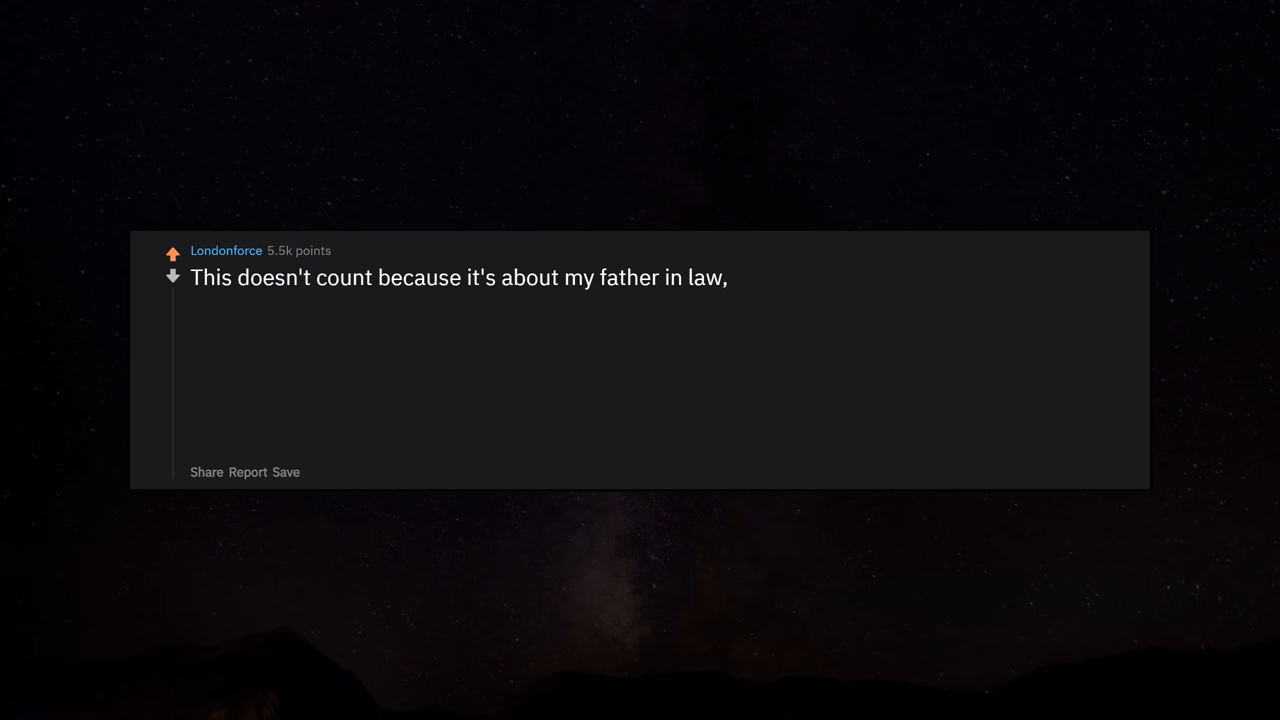 Londonforce 5.5k points
This doesn't count because it's about my father in law,
Share Report Save